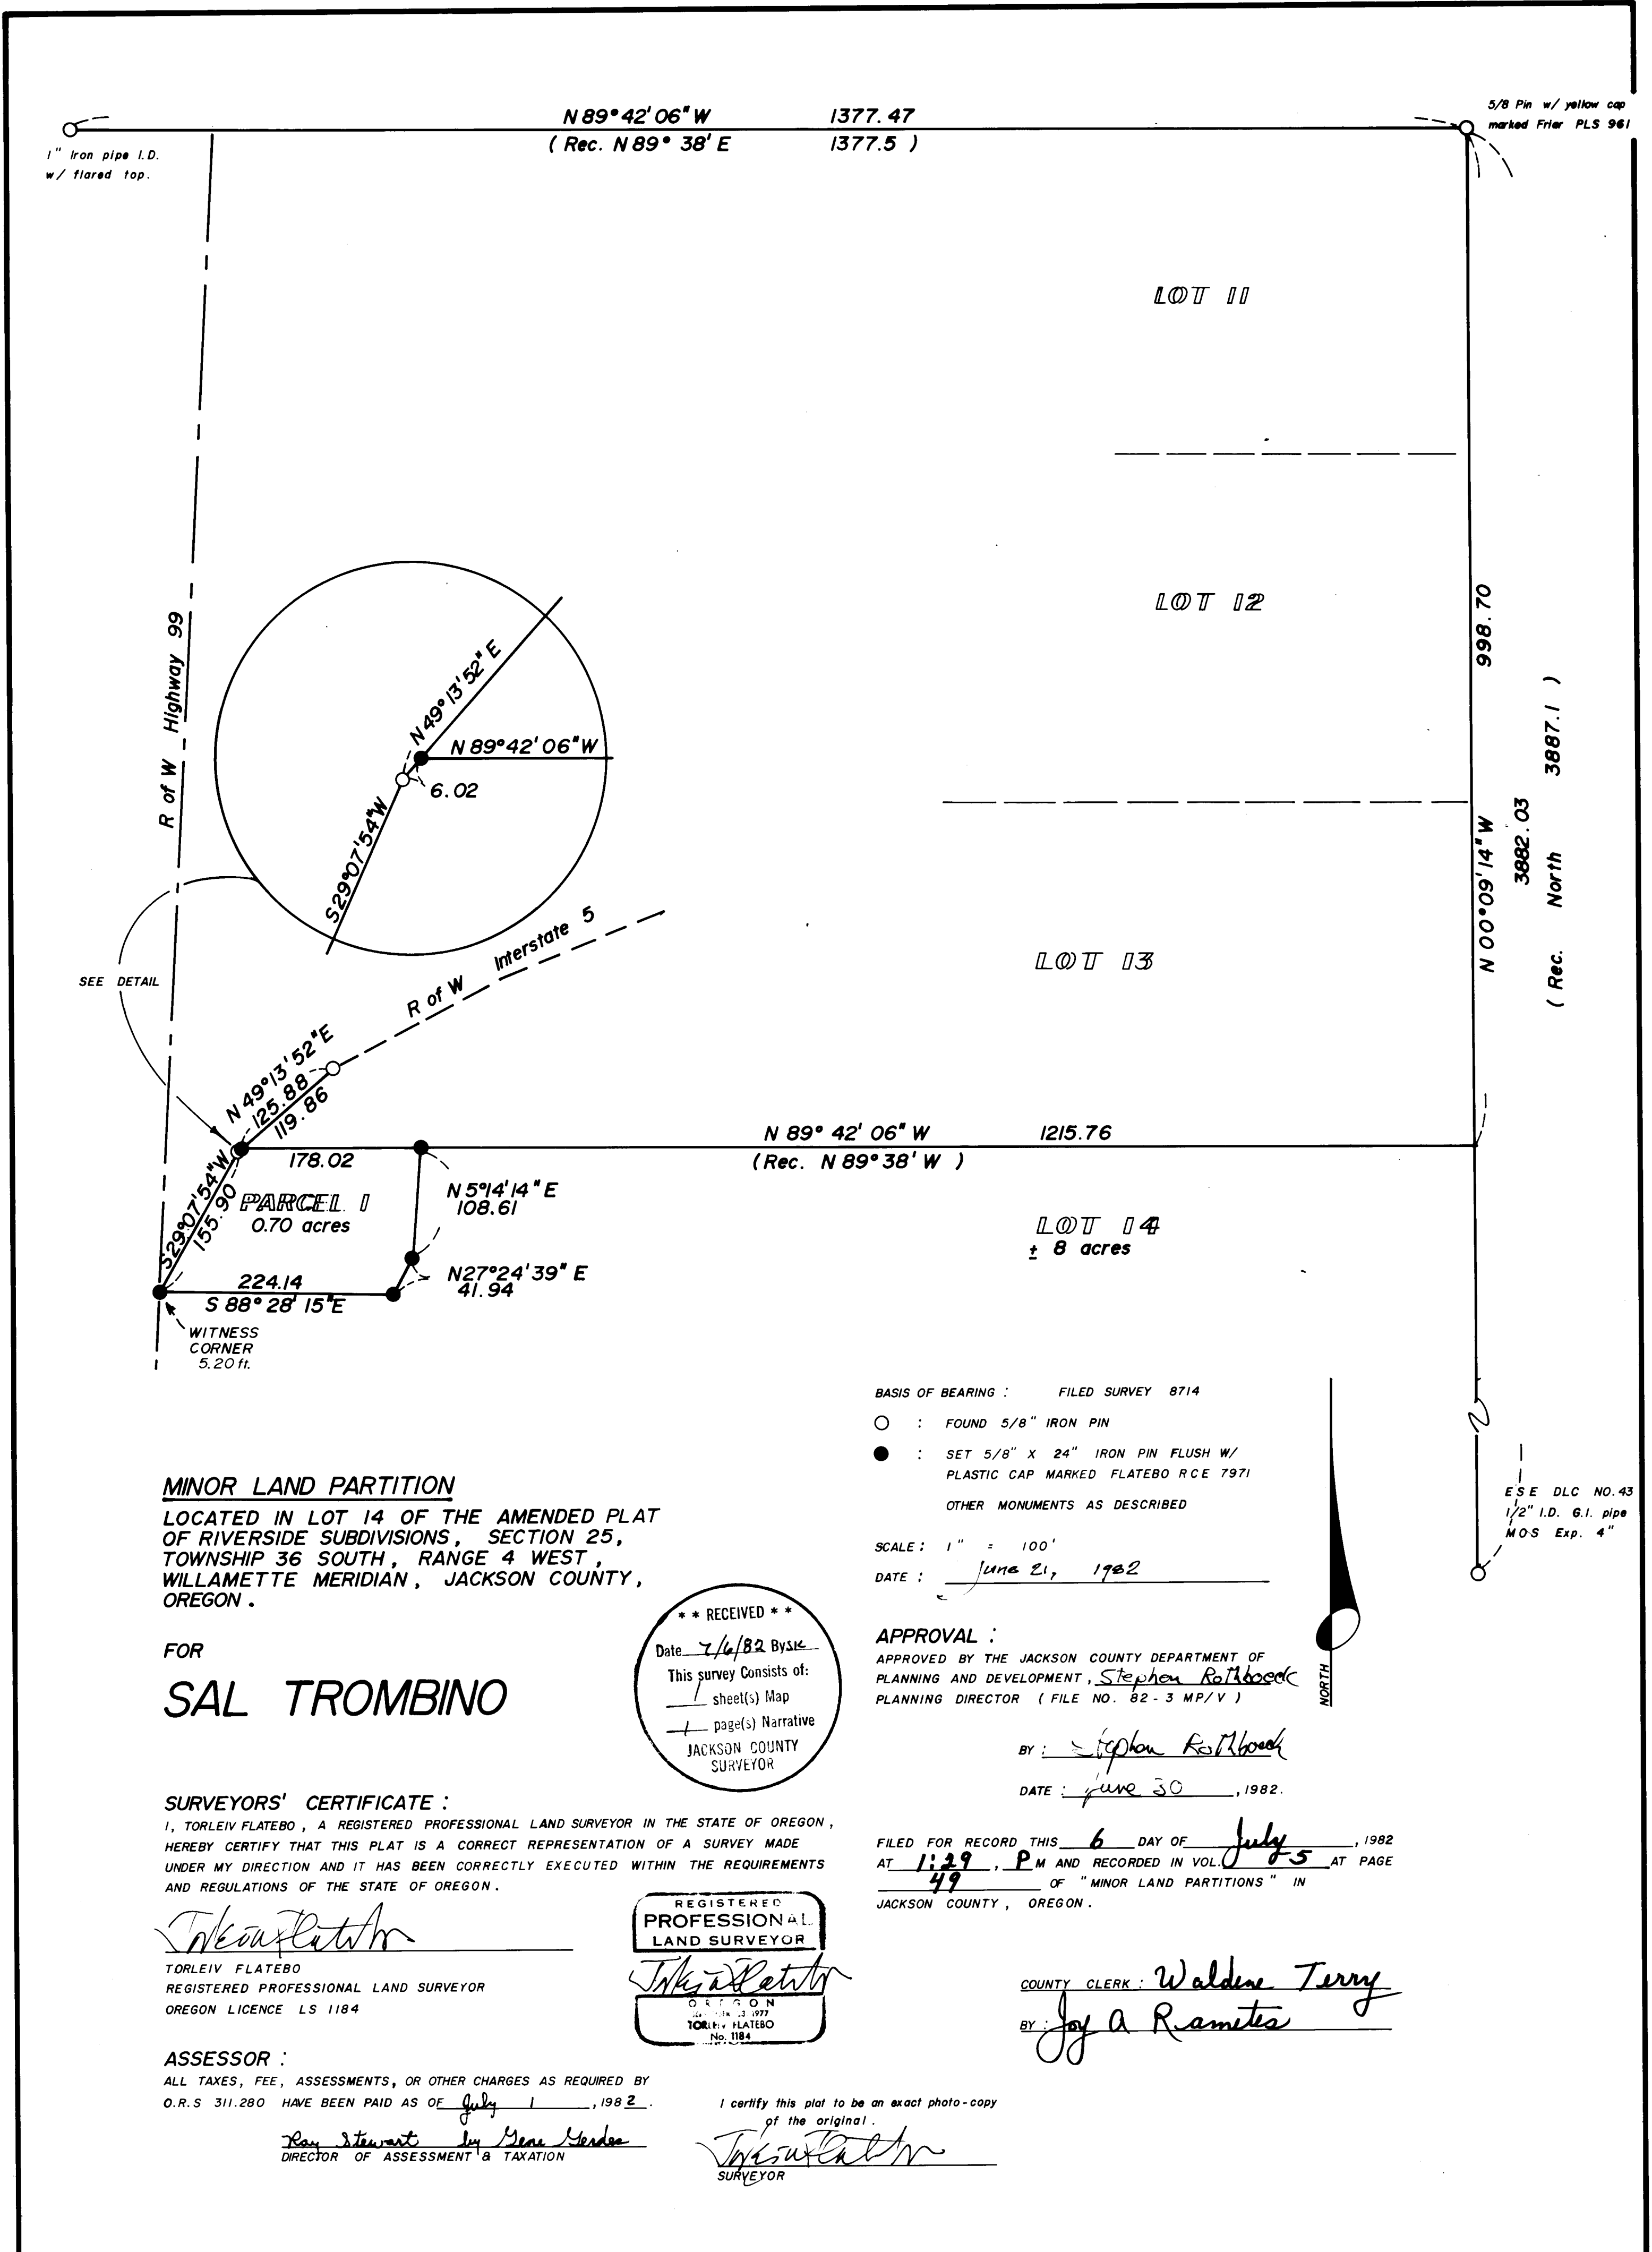 N 89° 42' 06" W 1377.47
( Rec. N 89° 38' E 1377.5 )
5/8 Pin w/ yellow cap
marked Frier PLS 961
1" Iron pipe I.D.
w/ flared top.
LOT 11
LOT 12
998.70
R of W Highway 99
N 49° 13' 52" E
N 89° 42' 06" W
6.02
S 29° 07' 54" W
N 00° 09' 14" W
3882.03
( Rec. North 3887.1 )
R of W Interstate 5
LOT 13
SEE DETAIL
N 49° 13' 52" E
125.88
119.86
N 89° 42' 06" W 1215.76
(Rec. N 89° 38' W )
178.02
S 29° 07' 54" W
155.90
PARCEL 1
0.70 acres
N 5° 14' 14" E
108.61
LOT 14
± 8 acres
N 27° 24' 39" E
41.94
224.14
S 88° 28' 15" E
WITNESS
CORNER
5.20 ft.
BASIS OF BEARING : FILED SURVEY 8714
: FOUND 5/8" IRON PIN
: SET 5/8" X 24" IRON PIN FLUSH W/
PLASTIC CAP MARKED FLATEBO RCE 7971
OTHER MONUMENTS AS DESCRIBED
SCALE : 1" = 100'
DATE : June 21, 1982
NORTH
ESE DLC NO. 43
1/2" I.D. G.I. pipe
MOS Exp. 4"
MINOR LAND PARTITION
LOCATED IN LOT 14 OF THE AMENDED PLAT
OF RIVERSIDE SUBDIVISIONS, SECTION 25,
TOWNSHIP 36 SOUTH, RANGE 4 WEST,
WILLAMETTE MERIDIAN, JACKSON COUNTY,
OREGON.
FOR
SAL TROMBINO
* * RECEIVED * *
Date 7/6/82 By SK
This survey Consists of:
1 sheet(s) Map
1 page(s) Narrative
JACKSON COUNTY
SURVEYOR
APPROVAL :
APPROVED BY THE JACKSON COUNTY DEPARTMENT OF
PLANNING AND DEVELOPMENT, Stephen Rothboeck
PLANNING DIRECTOR ( FILE NO. 82 - 3 MP/V )
BY : Stephen Rothboeck
DATE : June 30, 1982.
SURVEYORS' CERTIFICATE :
I, TORLEIV FLATEBO, A REGISTERED PROFESSIONAL LAND SURVEYOR IN THE STATE OF OREGON,
HEREBY CERTIFY THAT THIS PLAT IS A CORRECT REPRESENTATION OF A SURVEY MADE
UNDER MY DIRECTION AND IT HAS BEEN CORRECTLY EXECUTED WITHIN THE REQUIREMENTS
AND REGULATIONS OF THE STATE OF OREGON.
TORLEIV FLATEBO
REGISTERED PROFESSIONAL LAND SURVEYOR
OREGON LICENCE LS 1184
REGISTERED
PROFESSIONAL
LAND SURVEYOR
OREGON
1977
TORLEIV FLATEBO
No. 1184
FILED FOR RECORD THIS 6 DAY OF July, 1982
AT 1:29, P M AND RECORDED IN VOL. 5 AT PAGE
49 OF "MINOR LAND PARTITIONS" IN
JACKSON COUNTY, OREGON.
COUNTY CLERK : Waldene Terry
BY : Joy A Rametes
ASSESSOR :
ALL TAXES, FEE, ASSESSMENTS, OR OTHER CHARGES AS REQUIRED BY
O.R.S 311.280 HAVE BEEN PAID AS OF July 1, 1982.
Ray Stewart by Gene Gerdes
DIRECTOR OF ASSESSMENT & TAXATION
I certify this plat to be an exact photo-copy
of the original.
SURVEYOR